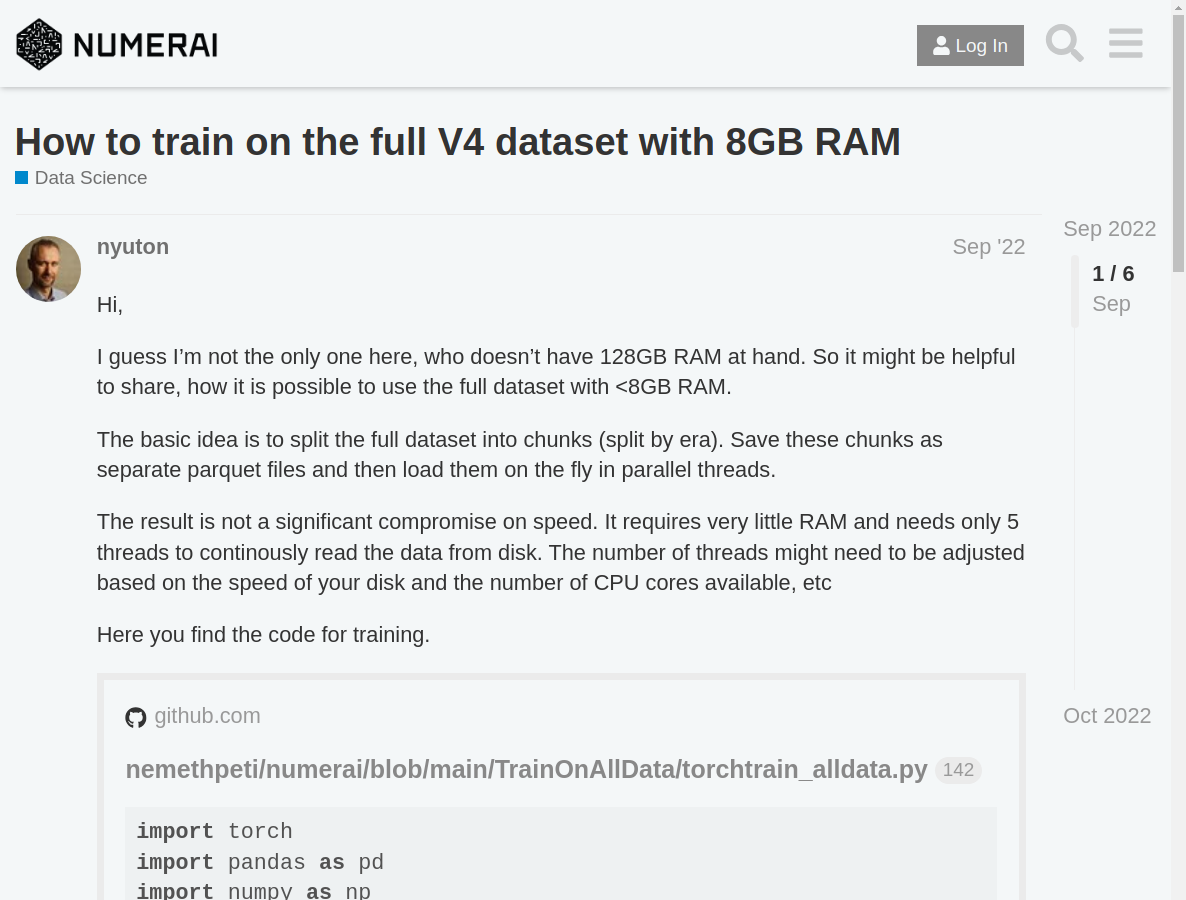 NUMERAI
Log In
How to train on the full V4 dataset with 8GB RAM
Data Science
nyuton
Sep '22
Sep 2022
1 / 6
Sep
Hi,
I guess I’m not the only one here, who doesn’t have 128GB RAM at hand. So it might be helpful
to share, how it is possible to use the full dataset with <8GB RAM.
The basic idea is to split the full dataset into chunks (split by era). Save these chunks as
separate parquet files and then load them on the fly in parallel threads.
The result is not a significant compromise on speed. It requires very little RAM and needs only 5
threads to continously read the data from disk. The number of threads might need to be adjusted
based on the speed of your disk and the number of CPU cores available, etc
Here you find the code for training.
Oct 2022
github.com
nemethpeti/numerai/blob/main/TrainOnAllData/torchtrain_alldata.py 142
import torch
import pandas as pd
import numpy as np